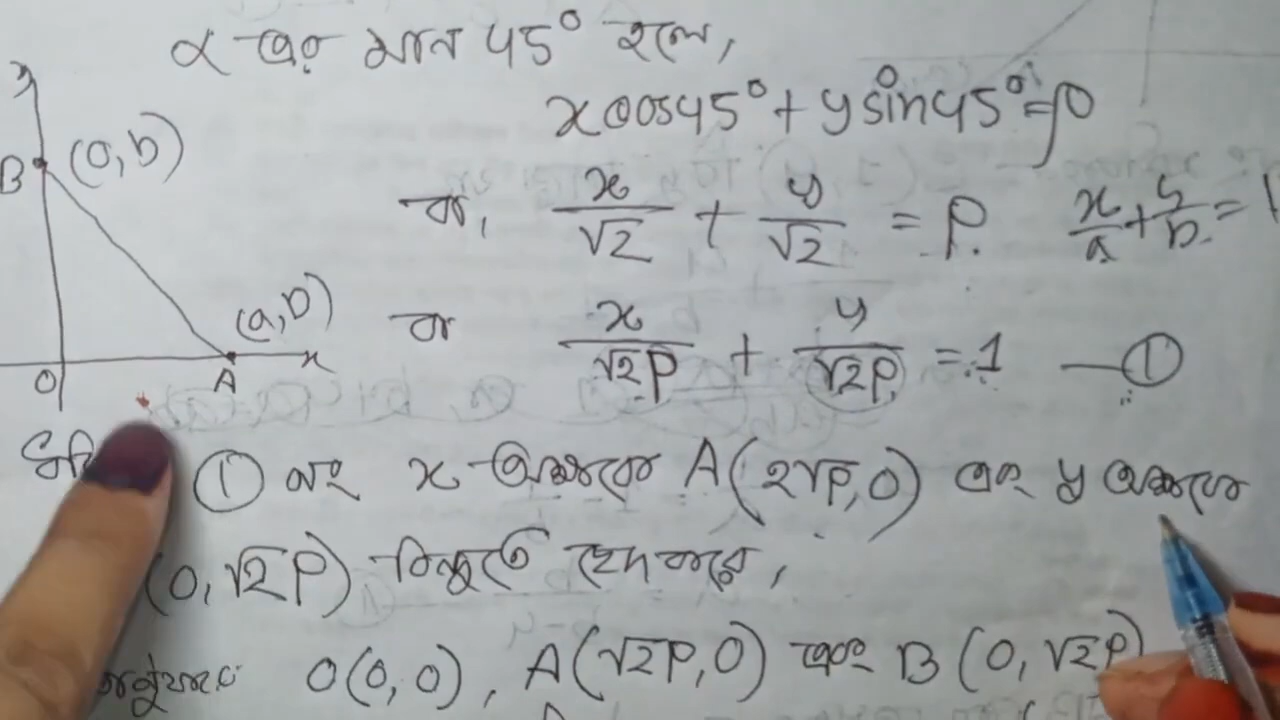 α এর মান 45° হলে,
x cos45° + y sin45° = p
বা, x/√2 + y/√2 = p. x/a + y/b = 1
বা x/√2p + y/√2p = 1 — ①
y
B (0, b)
(a, 0)
O A x
① নং x-অক্ষকে A(2√p, 0) এবং y অক্ষকে
(0, √2p) বিন্দুতে ছেদ করে,
O(0, 0), A(√2p, 0) এবং B(0, √2p)